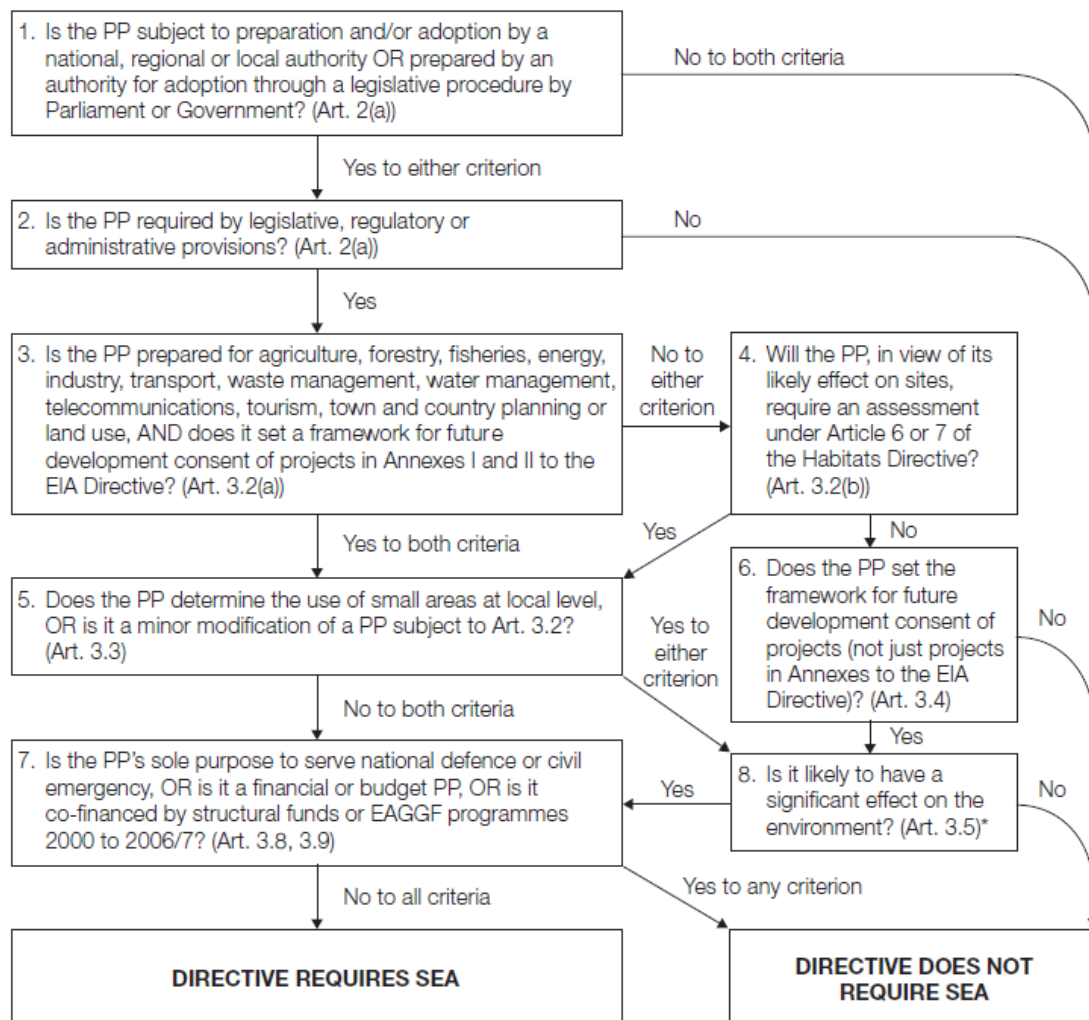 1. Is the PP subject to preparation and/or adoption by a
national, regional or local authority OR prepared by an
authority for adoption through a legislative procedure by
Parliament or Government? (Art. 2(a))
No to both criteria
Yes to either criterion
2. Is the PP required by legislative, regulatory or
administrative provisions? (Art. 2(a))
No
Yes
3. Is the PP prepared for agriculture, forestry, fisheries, energy,
industry, transport, waste management, water management,
telecommunications, tourism, town and country planning or
land use, AND does it set a framework for future
development consent of projects in Annexes I and II to the
EIA Directive? (Art. 3.2(a))
No to
either
criterion
4. Will the PP, in view of its
likely effect on sites,
require an assessment
under Article 6 or 7 of
the Habitats Directive?
(Art. 3.2(b))
Yes to both criteria
Yes
No
5. Does the PP determine the use of small areas at local level,
OR is it a minor modification of a PP subject to Art. 3.2?
(Art. 3.3)
Yes to
either
criterion
6. Does the PP set the
framework for future
development consent of
projects (not just projects
in Annexes to the EIA
Directive)? (Art. 3.4)
No
No to both criteria
Yes
7. Is the PP's sole purpose to serve national defence or civil
emergency, OR is it a financial or budget PP, OR is it
co-financed by structural funds or EAGGF programmes
2000 to 2006/7? (Art. 3.8, 3.9)
Yes
8. Is it likely to have a
significant effect on the
environment? (Art. 3.5)*
No
No to all criteria
Yes to any criterion
DIRECTIVE REQUIRES SEA
DIRECTIVE DOES NOT
REQUIRE SEA